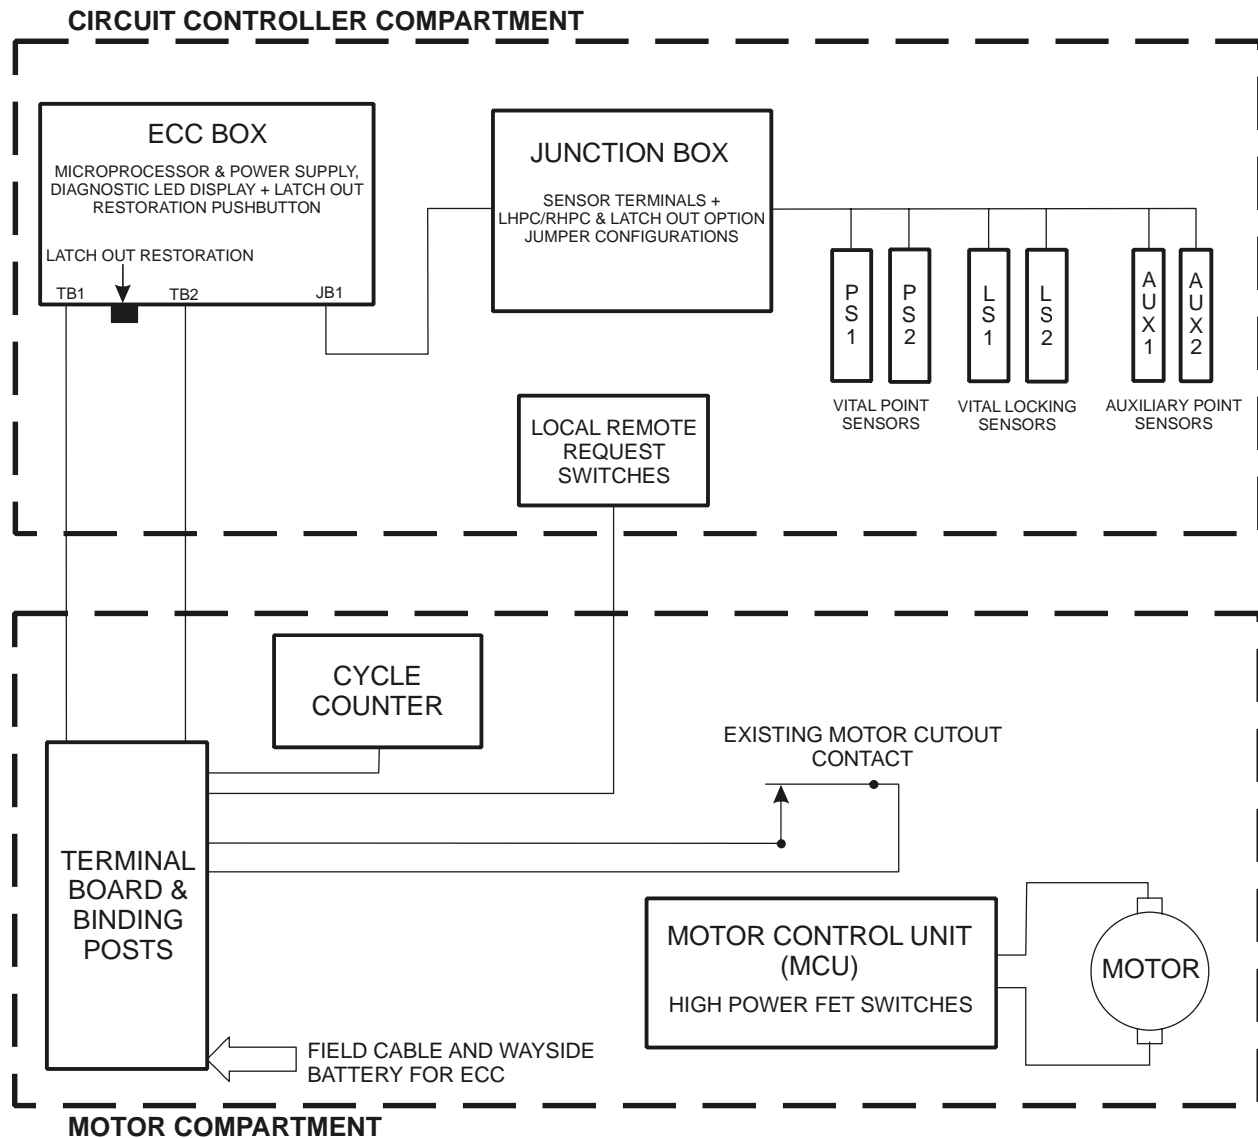 CIRCUIT CONTROLLER COMPARTMENT
ECC BOX
MICROPROCESSOR & POWER SUPPLY,
DIAGNOSTIC LED DISPLAY + LATCH OUT
RESTORATION PUSHBUTTON
LATCH OUT RESTORATION
TB1
TB2
JB1
JUNCTION BOX
SENSOR TERMINALS +
LHPC/RHPC & LATCH OUT OPTION
JUMPER CONFIGURATIONS
PS1
PS2
LS1
LS2
AUX1
AUX2
VITAL POINT
SENSORS
VITAL LOCKING
SENSORS
AUXILIARY POINT
SENSORS
LOCAL REMOTE
REQUEST
SWITCHES
CYCLE
COUNTER
EXISTING MOTOR CUTOUT
CONTACT
TERMINAL
BOARD &
BINDING
POSTS
MOTOR CONTROL UNIT
(MCU)
HIGH POWER FET SWITCHES
MOTOR
FIELD CABLE AND WAYSIDE
BATTERY FOR ECC
MOTOR COMPARTMENT